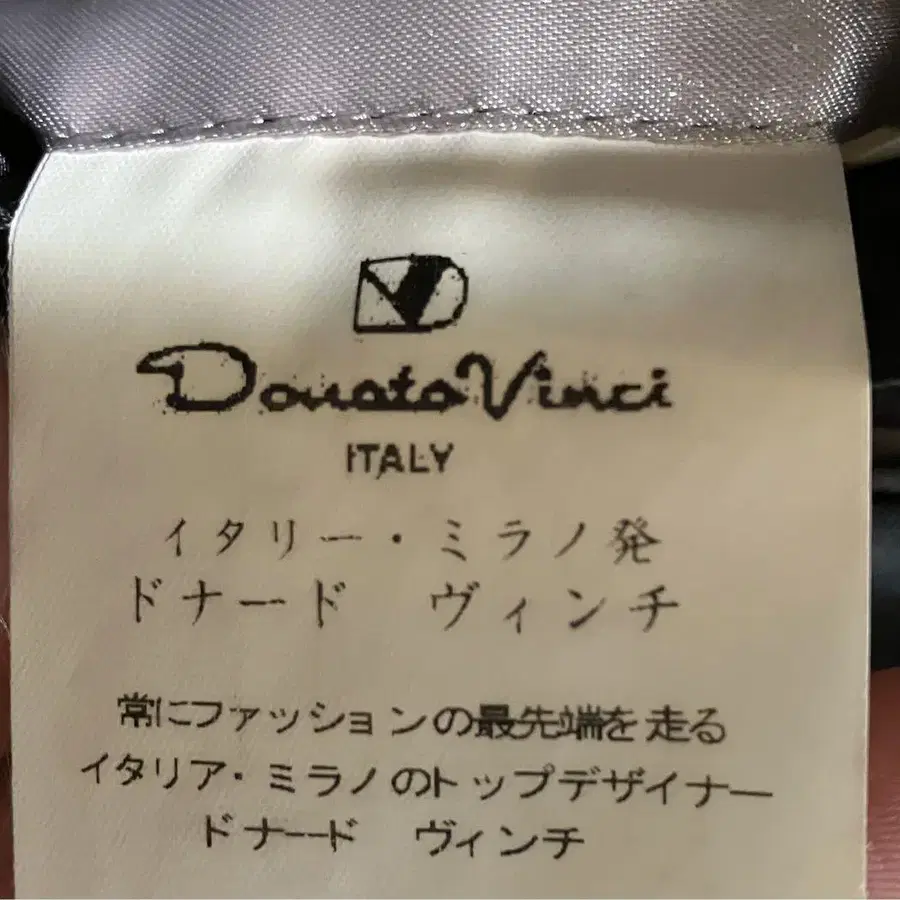 Donato Vinci
ITALY
イタリー・ミラノ発
ドナード ヴィンチ
常にファッションの最先端を走る
イタリア・ミラノのトップデザイナー
ドナード ヴィンチ